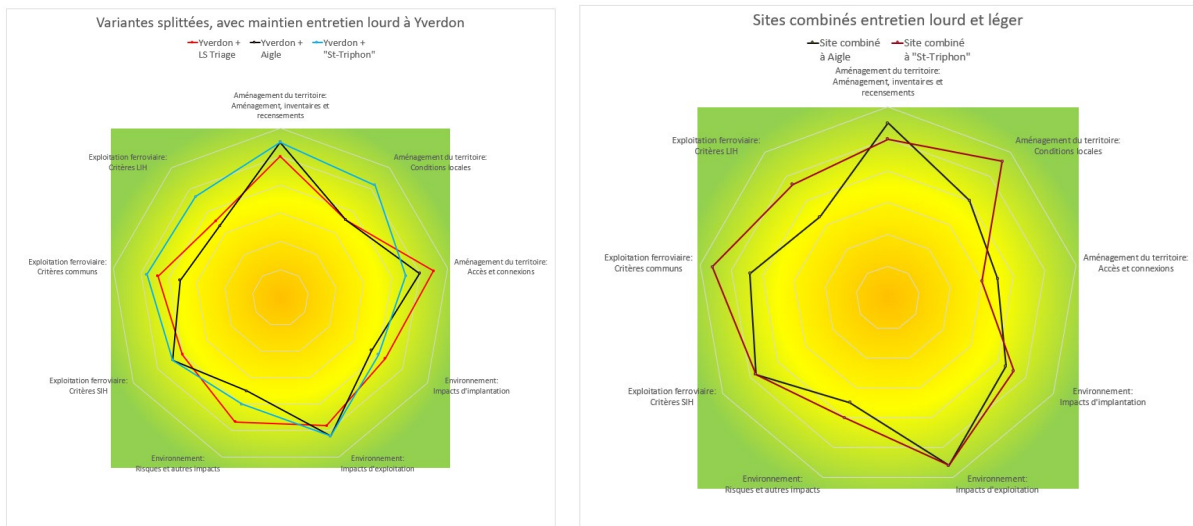 Variantes splittées, avec maintien entretien lourd à Yverdon
Yverdon +
LS Triage
Yverdon +
Aigle
Yverdon +
"St-Triphon"
Aménagement du territoire:
Aménagement, inventaires et
recensements
Exploitation ferroviaire:
Critères LIH
Aménagement du territoire:
Conditions locales
Exploitation ferroviaire:
Critères communs
Aménagement du territoire:
Accès et connexions
Exploitation ferroviaire:
Critères SIH
Environnement:
Impacts d'implantation
Environnement:
Risques et autres impacts
Environnement:
Impacts d'exploitation
Sites combinés entretien lourd et léger
Site combiné
à Aigle
Site combiné
à "St-Triphon"
Aménagement du territoire:
Aménagement, inventaires et
recensements
Exploitation ferroviaire:
Critères LIH
Aménagement du territoire:
Conditions locales
Exploitation ferroviaire:
Critères communs
Aménagement du territoire:
Accès et connexions
Exploitation ferroviaire:
Critères SIH
Environnement:
Impacts d'implantation
Environnement:
Risques et autres impacts
Environnement:
Impacts d'exploitation